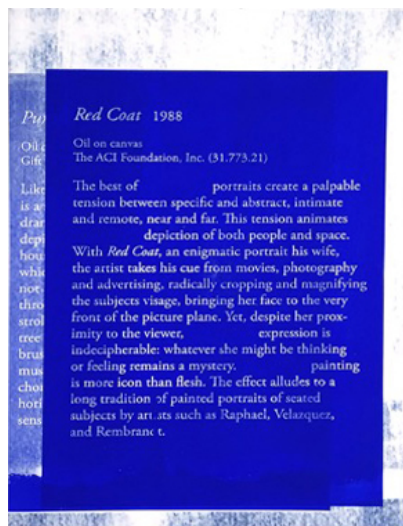 Red Coat 1988
Oil on canvas
The ACI Foundation, Inc. (31.773.21)
The best of portraits create a palpable
tension between specific and abstract, intimate
and remote, near and far. This tension animates
depiction of both people and space.
With Red Coat, an enigmatic portrait his wife,
the artist takes his cue from movies, photography
and advertising, radically cropping and magnifying
the subjects visage, bringing her face to the very
front of the picture plane. Yet, despite her prox-
imity to the viewer, expression is
indecipherable: whatever she might be thinking
or feeling remains a mystery. painting
is more icon than flesh. The effect alludes to a
long tradition of painted portraits of seated
subjects by art sts such as Raphael, Velazquez,
and Rembranc t.